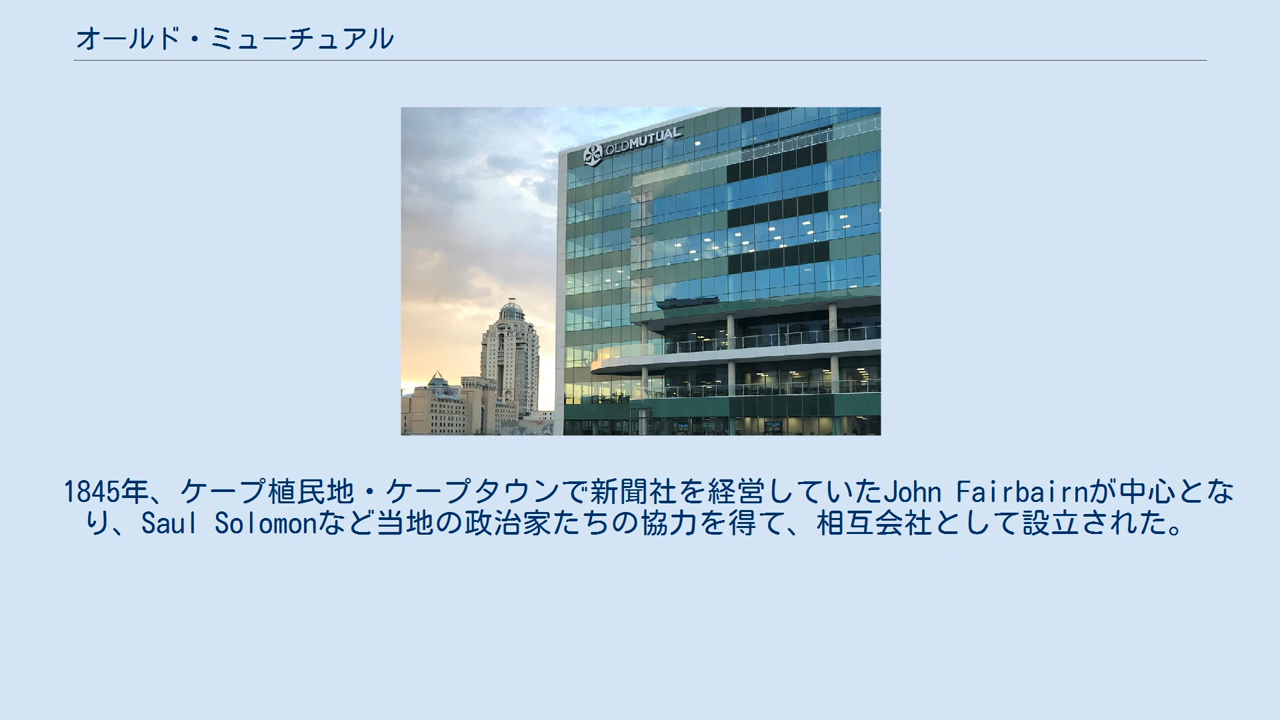 オールド・ミューチュアル
OLDMUTUAL
1845年、ケープ植民地・ケープタウンで新聞社を経営していたJohn Fairbairnが中心とな
り、Saul Solomonなど当地の政治家たちの協力を得て、相互会社として設立された。